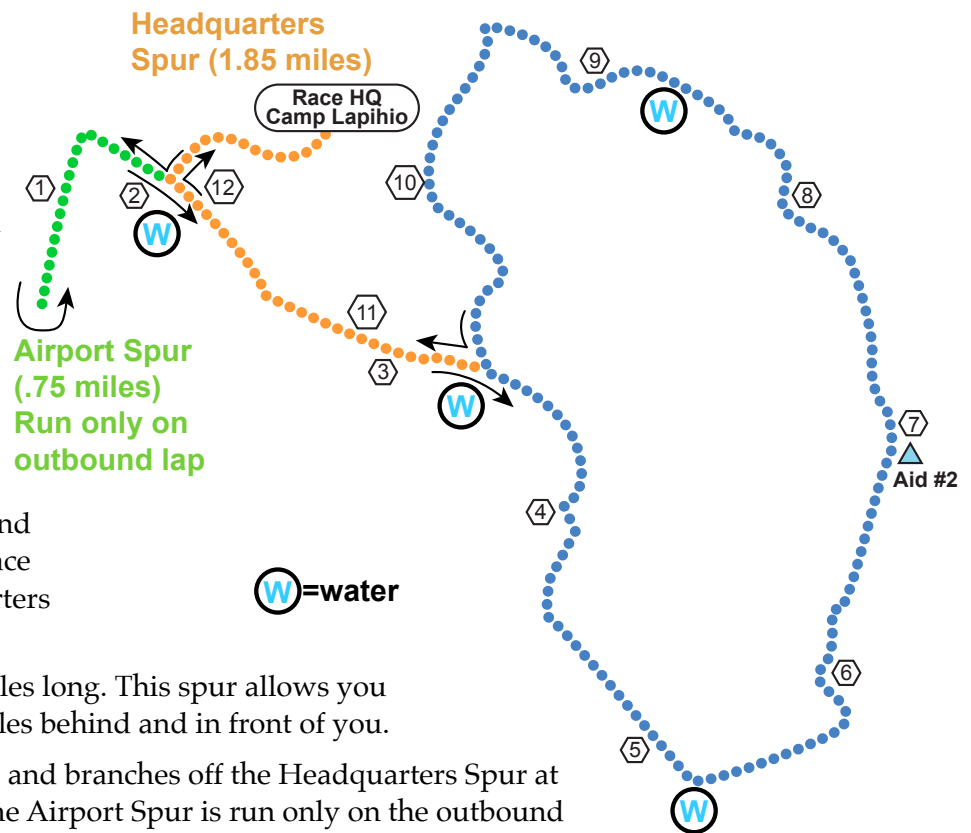 Headquarters
Spur (1.85 miles)
Race HQ
Camp Lapihio
9
W
1
2
12
10
8
W
11
3
Airport Spur
(.75 miles)
Run only on
outbound lap
W
7
Aid #2
4
W=water
6
5
W
les long. This spur allows you
les behind and in front of you.
and branches off the Headquarters Spur at
Airport Spur is run only on the outbound